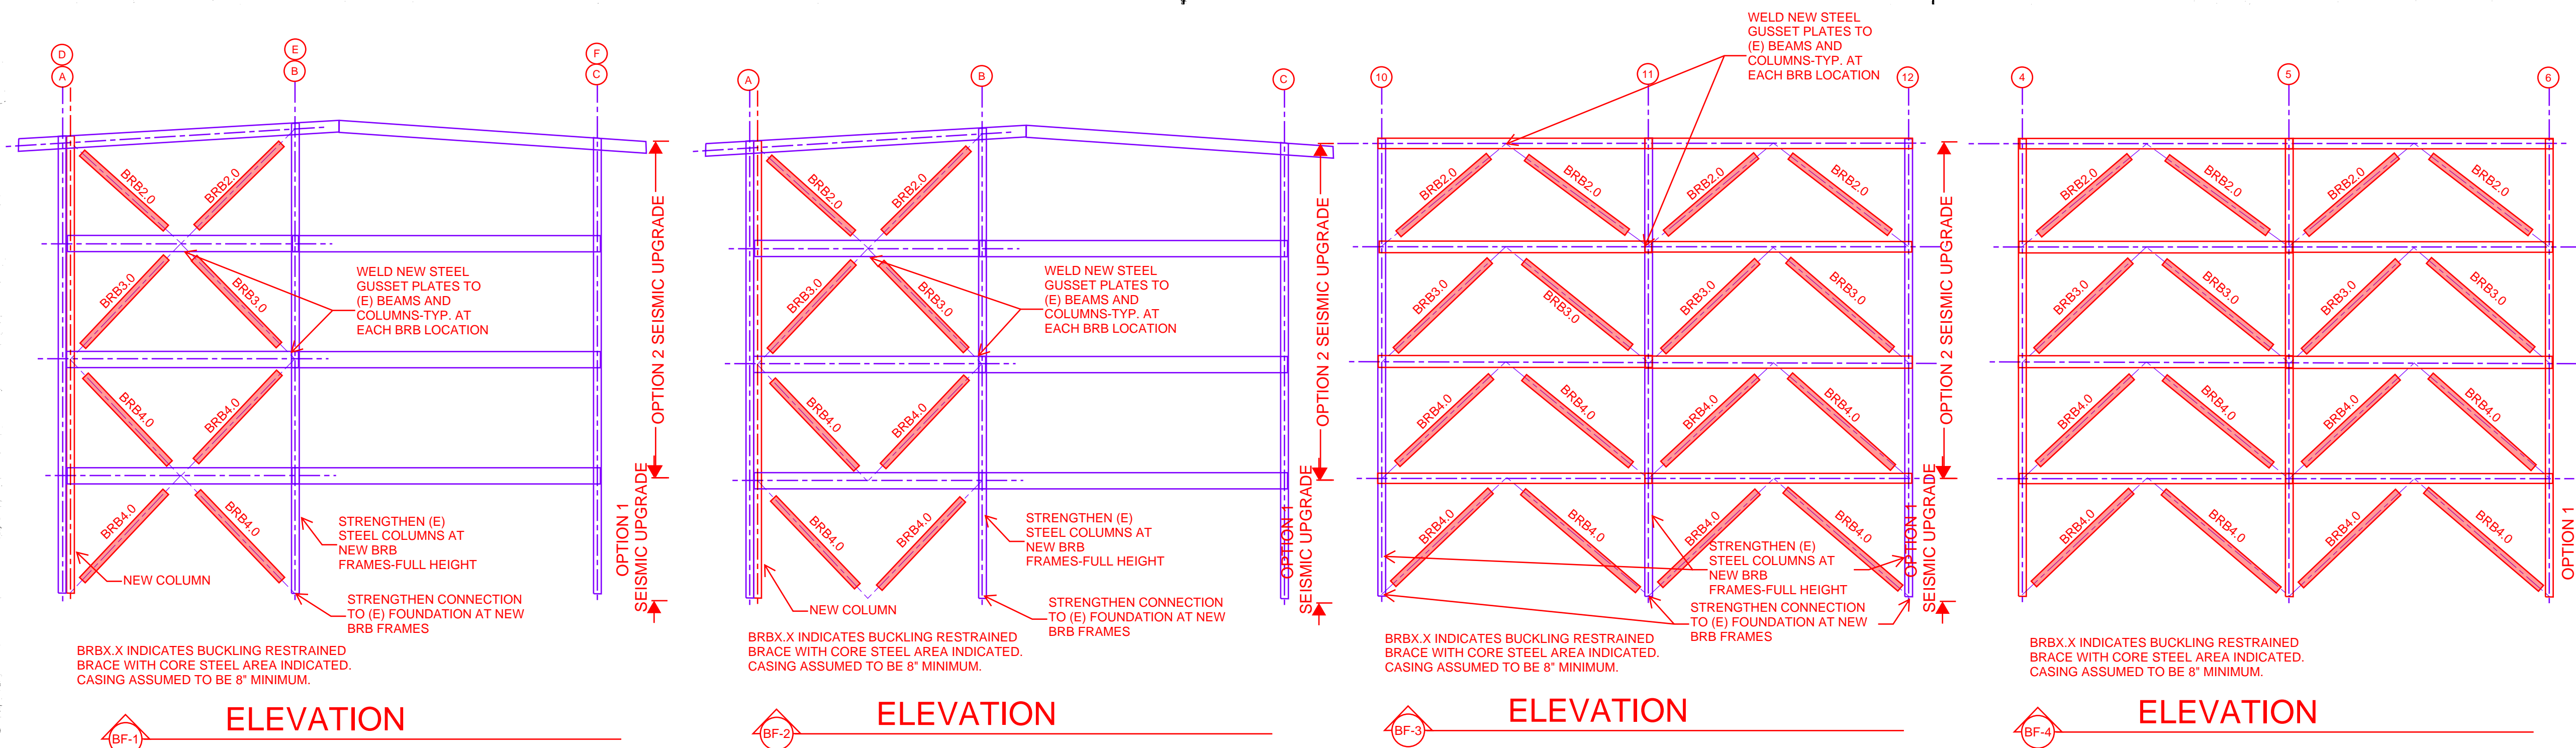 D
A
E
B
F
C
BRB2.0
BRB2.0
BRB3.0
BRB3.0
BRB4.0
BRB4.0
BRB4.0
BRB4.0
WELD NEW STEEL
GUSSET PLATES TO
(E) BEAMS AND
COLUMNS-TYP. AT
EACH BRB LOCATION
STRENGTHEN (E)
STEEL COLUMNS AT
NEW BRB
FRAMES-FULL HEIGHT
NEW COLUMN
STRENGTHEN CONNECTION
TO (E) FOUNDATION AT NEW
BRB FRAMES
OPTION 2 SEISMIC UPGRADE
OPTION 1
SEISMIC UPGRADE
BRBX.X INDICATES BUCKLING RESTRAINED
BRACE WITH CORE STEEL AREA INDICATED.
CASING ASSUMED TO BE 8" MINIMUM.
ELEVATION
BF-1
A
B
C
BRB2.0
BRB2.0
BRB3.0
BRB3.0
BRB4.0
BRB4.0
BRB4.0
BRB4.0
WELD NEW STEEL
GUSSET PLATES TO
(E) BEAMS AND
COLUMNS-TYP. AT
EACH BRB LOCATION
STRENGTHEN (E)
STEEL COLUMNS AT
NEW BRB
FRAMES-FULL HEIGHT
NEW COLUMN
STRENGTHEN CONNECTION
TO (E) FOUNDATION AT NEW
BRB FRAMES
OPTION 2 SEISMIC UPGRADE
OPTION 1
SEISMIC UPGRADE
BRBX.X INDICATES BUCKLING RESTRAINED
BRACE WITH CORE STEEL AREA INDICATED.
CASING ASSUMED TO BE 8" MINIMUM.
ELEVATION
BF-2
WELD NEW STEEL
GUSSET PLATES TO
(E) BEAMS AND
COLUMNS-TYP. AT
EACH BRB LOCATION
10
11
12
BRB2.0
BRB2.0
BRB2.0
BRB2.0
BRB3.0
BRB3.0
BRB3.0
BRB3.0
BRB4.0
BRB4.0
BRB4.0
BRB4.0
BRB4.0
BRB4.0
BRB4.0
BRB4.0
STRENGTHEN (E)
STEEL COLUMNS AT
NEW BRB
FRAMES-FULL HEIGHT
STRENGTHEN CONNECTION
TO (E) FOUNDATION AT NEW
BRB FRAMES
OPTION 2 SEISMIC UPGRADE
OPTION 1
SEISMIC UPGRADE
BRBX.X INDICATES BUCKLING RESTRAINED
BRACE WITH CORE STEEL AREA INDICATED.
CASING ASSUMED TO BE 8" MINIMUM.
ELEVATION
BF-3
4
5
6
BRB2.0
BRB2.0
BRB2.0
BRB2.0
BRB3.0
BRB3.0
BRB3.0
BRB3.0
BRB4.0
BRB4.0
BRB4.0
BRB4.0
BRB4.0
BRB4.0
BRB4.0
BRB4.0
OPTION 1
BRBX.X INDICATES BUCKLING RESTRAINED
BRACE WITH CORE STEEL AREA INDICATED.
CASING ASSUMED TO BE 8" MINIMUM.
ELEVATION
BF-4